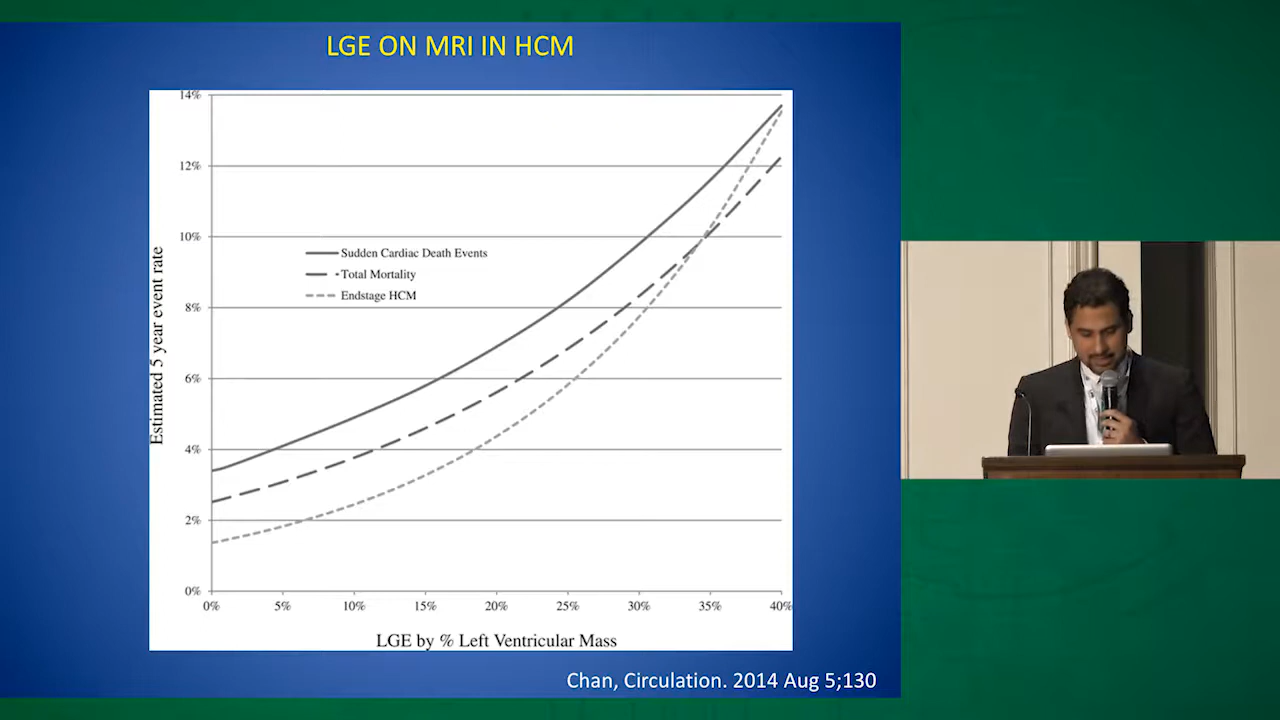 LGE ON MRI IN HCM
14%
12%
10%
8%
6%
4%
2%
0%
Estimated 5 year event rate
Sudden Cardiac Death Events
Total Mortality
Endstage HCM
0% 5% 10% 15% 20% 25% 30% 35% 40%
LGE by % Left Ventricular Mass
Chan, Circulation. 2014 Aug 5;130